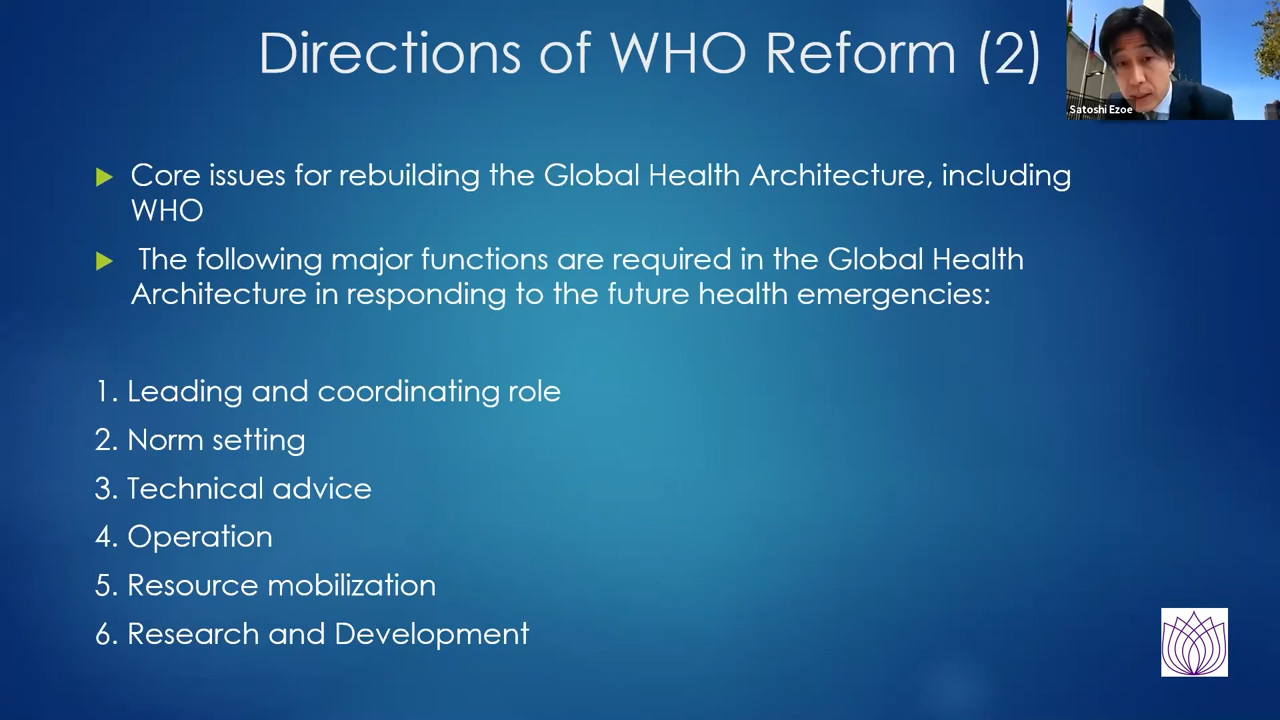 Directions of WHO Reform (2)
Satoshi Ezoe
Core issues for rebuilding the Global Health Architecture, including
WHO
The following major functions are required in the Global Health
Architecture in responding to the future health emergencies:
1. Leading and coordinating role
2. Norm setting
3. Technical advice
4. Operation
5. Resource mobilization
6. Research and Development